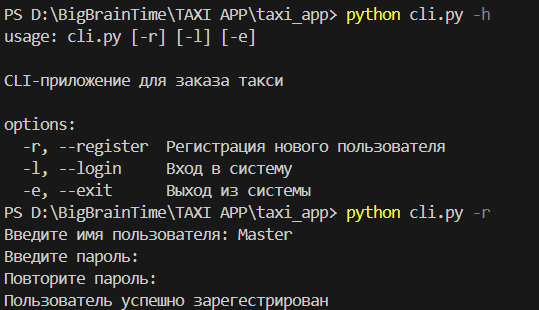 PS D:\BigBrainTime\TAXI APP\taxi_app> python cli.py -h
usage: cli.py [-r] [-l] [-e]
CLI-приложение для заказа такси
options:
-r, --register Регистрация нового пользователя
-l, --login Вход в систему
-e, --exit Выход из системы
PS D:\BigBrainTime\TAXI APP\taxi_app> python cli.py -r
Введите имя пользователя: Master
Введите пароль:
Повторите пароль:
Пользователь успешно зарегестрирован